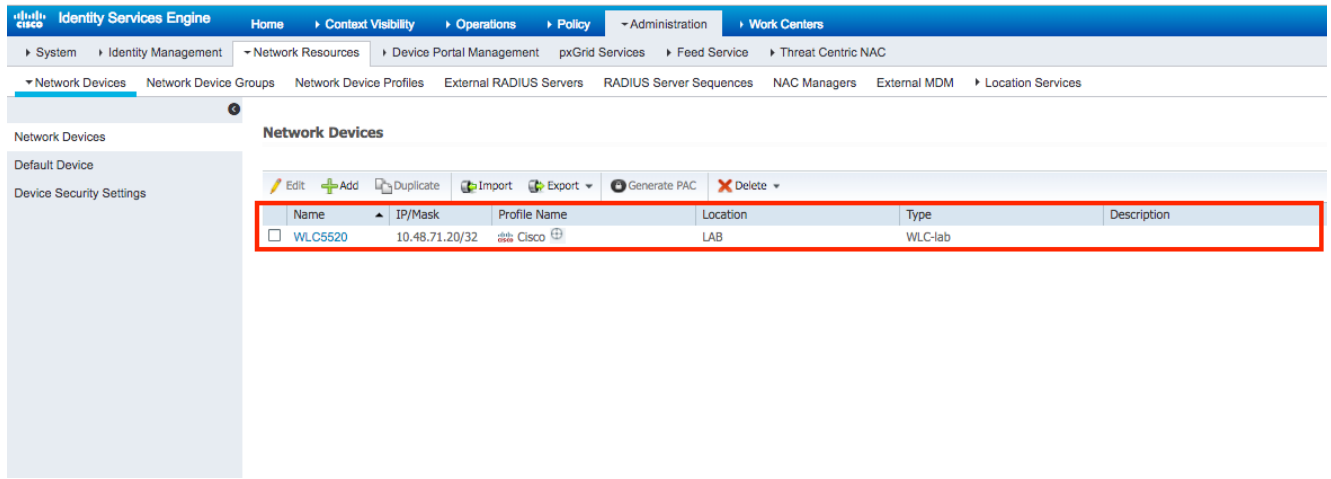 cisco Identity Services Engine Home Context Visibility Operations Policy Administration Work Centers
System Identity Management Network Resources Device Portal Management pxGrid Services Feed Service Threat Centric NAC
Network Devices Network Device Groups Network Device Profiles External RADIUS Servers RADIUS Server Sequences NAC Managers External MDM Location Services
Network Devices
Default Device
Device Security Settings
Network Devices
Edit Add Duplicate Import Export Generate PAC Delete
Name IP/Mask Profile Name Location Type Description
WLC5520 10.48.71.20/32 cisco Cisco LAB WLC-lab